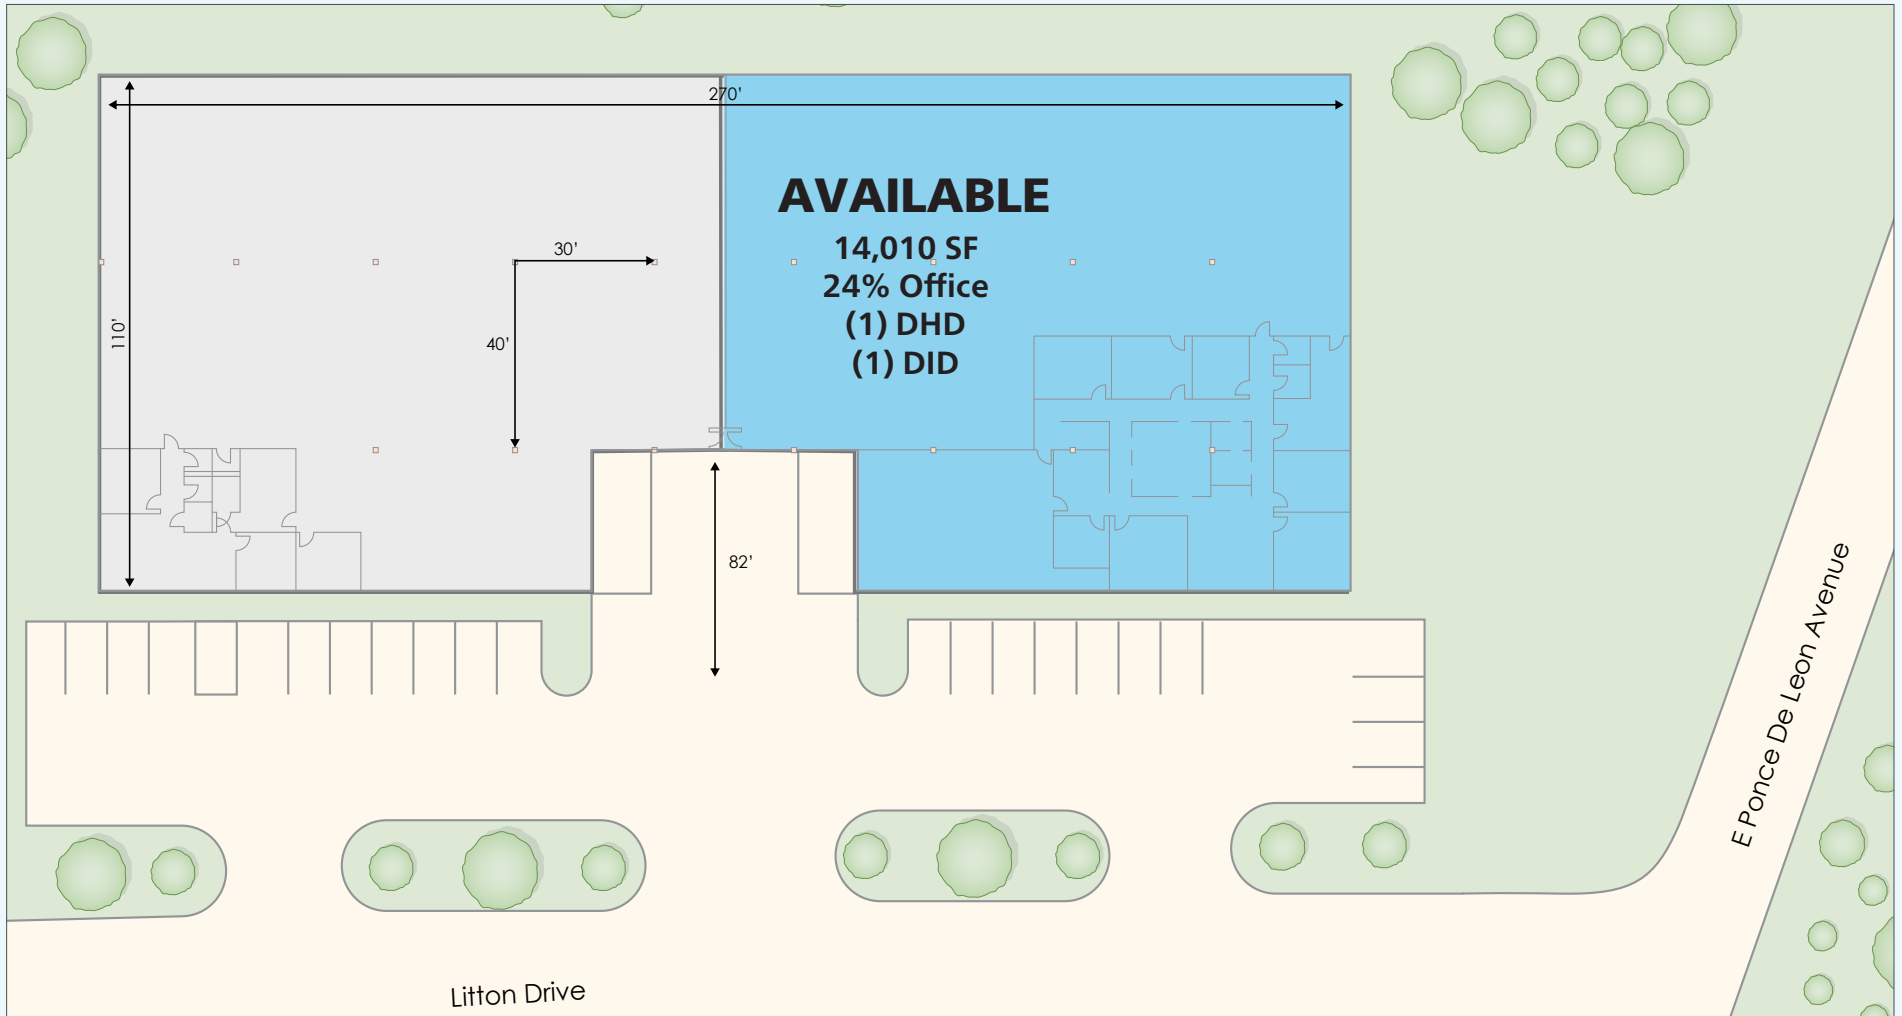 270’
AVAILABLE
14,010 SF
24% Office
(1) DHD
(1) DID
30’
40’
110’
82’
E Ponce De Leon Avenue
Litton Drive